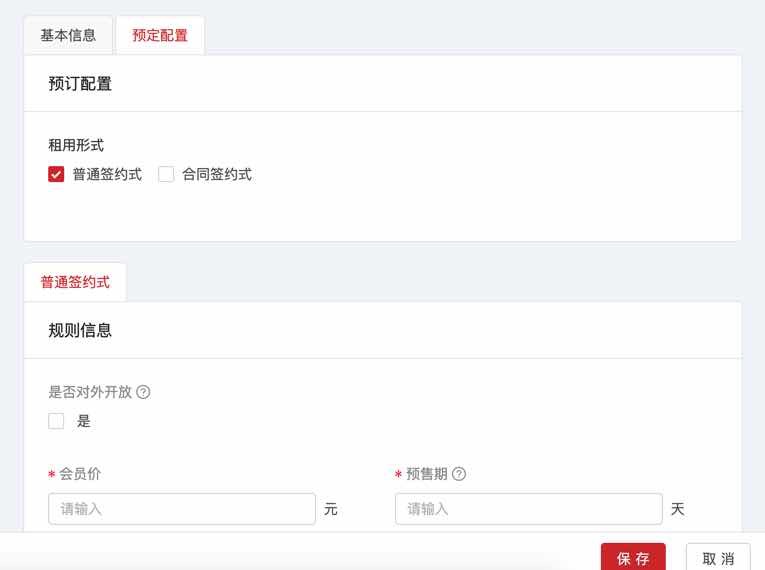 基本信息 预定配置
预订配置
租用形式
普通签约式 合同签约式
普通签约式
规则信息
是否对外开放 ?
是
* 会员价 * 预售期 ?
请输入 元 请输入 天
保存 取消